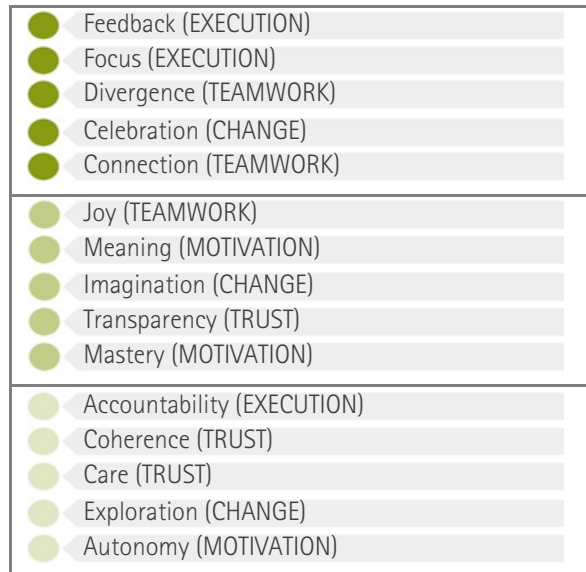 Feedback (EXECUTION)
Focus (EXECUTION)
Divergence (TEAMWORK)
Celebration (CHANGE)
Connection (TEAMWORK)
Joy (TEAMWORK)
Meaning (MOTIVATION)
Imagination (CHANGE)
Transparency (TRUST)
Mastery (MOTIVATION)
Accountability (EXECUTION)
Coherence (TRUST)
Care (TRUST)
Exploration (CHANGE)
Autonomy (MOTIVATION)